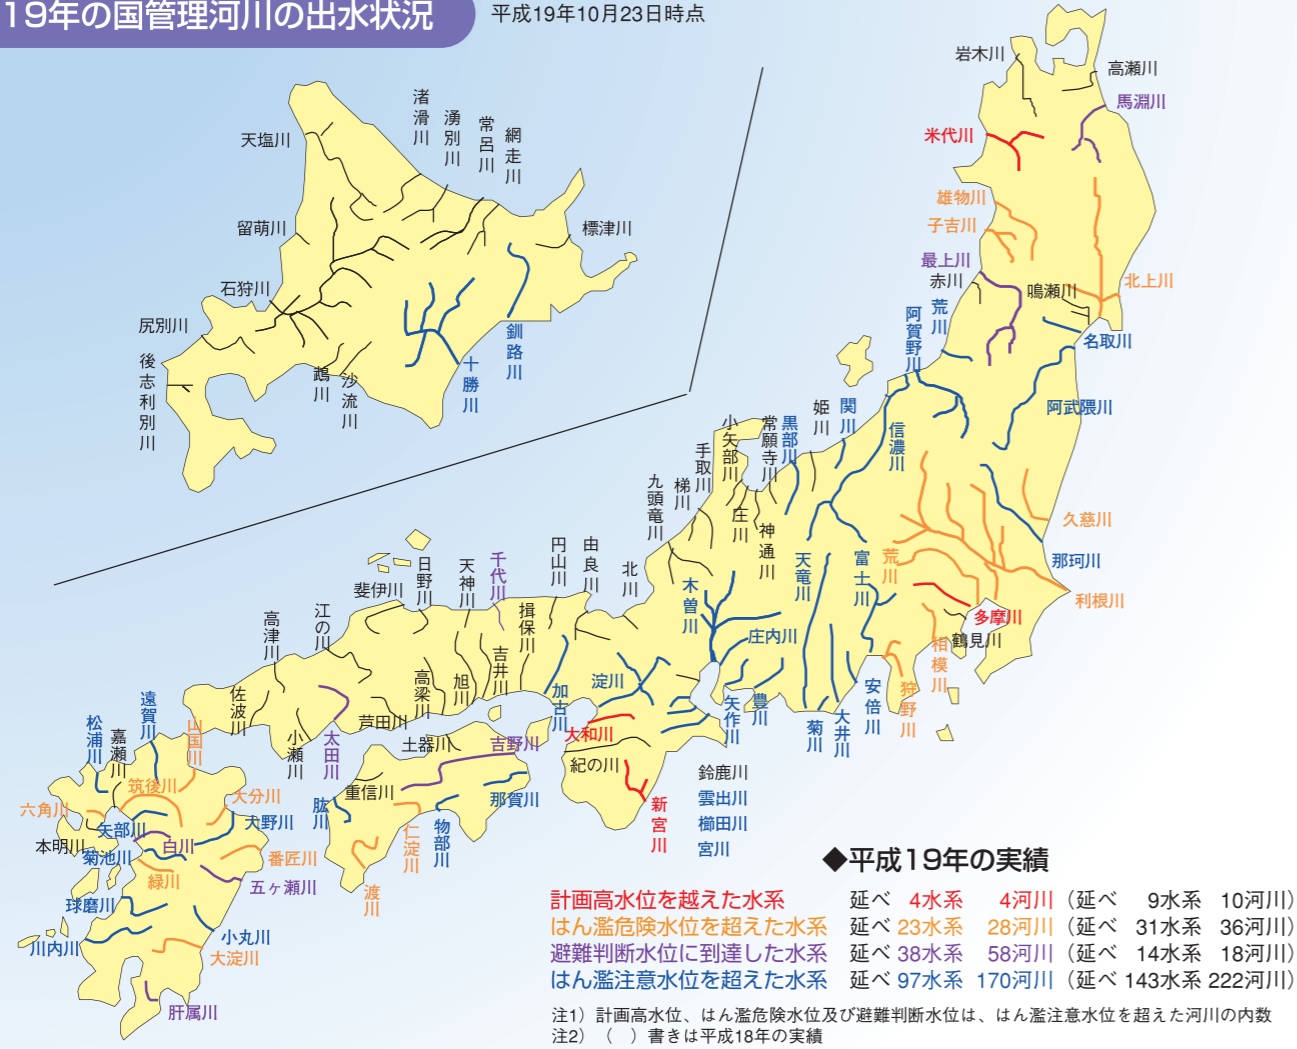 19年の国管理河川の出水状況
平成19年10月23日時点
岩木川
高瀬川
馬淵川
米代川
雄物川
子吉川
最上川
赤川
鳴瀬川
北上川
荒川
阿賀野川
名取川
阿武隈川
天塩川
渚滑川
湧別川
常呂川
網走川
留萌川
標津川
石狩川
尻別川
後志利別川
鵡川
沙流川
十勝川
釧路川
関川
姫川
黒部川
常願寺川
小矢部川
手取川
梯川
九頭竜川
庄川
神通川
信濃川
久慈川
那珂川
利根川
荒川
多摩川
鶴見川
相模川
富士川
天竜川
木曽川
庄内川
狩野川
安倍川
大井川
菊川
豊川
矢作川
北川
由良川
円山川
千代川
天神川
日野川
斐伊川
江の川
高津川
揖保川
吉井川
旭川
高梁川
芦田川
加古川
淀川
大和川
紀の川
新宮川
鈴鹿川
雲出川
櫛田川
宮川
佐波川
小瀬川
太田川
土器川
吉野川
重信川
肱川
那賀川
物部川
仁淀川
渡川
遠賀川
山国川
松浦川
嘉瀬川
筑後川
六角川
大分川
矢部川
大野川
本明川
菊池川
白川
番匠川
緑川
五ヶ瀬川
球磨川
川内川
小丸川
大淀川
肝属川
◆平成19年の実績
計画高水位を越えた水系 延べ 4水系 4河川（延べ 9水系 10河川）
はん濫危険水位を超えた水系 延べ 23水系 28河川（延べ 31水系 36河川）
避難判断水位に到達した水系 延べ 38水系 58河川（延べ 14水系 18河川）
はん濫注意水位を超えた水系 延べ 97水系 170河川（延べ 143水系 222河川）
注1）計画高水位、はん濫危険水位及び避難判断水位は、はん濫注意水位を超えた河川の内数
注2）（　）書きは平成18年の実績